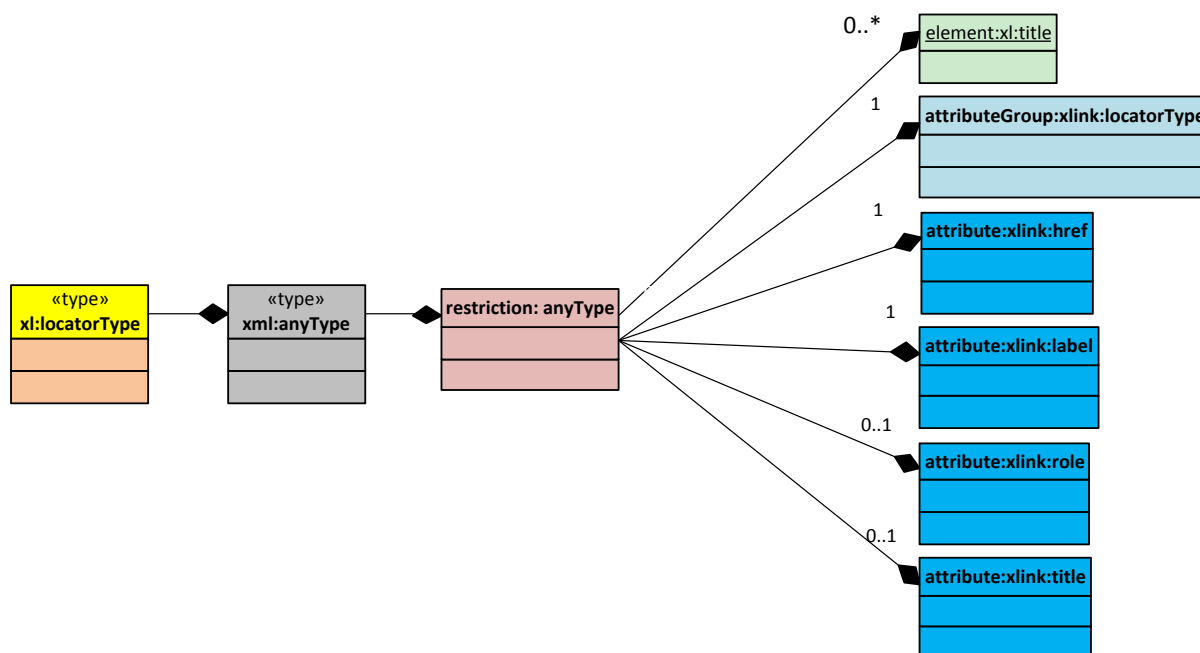 0..*
element:xl:title
1
attributeGroup:xlink:locatorType
1
attribute:xlink:href
«type»
xl:locatorType
«type»
xml:anyType
restriction: anyType
1
attribute:xlink:label
0..1
attribute:xlink:role
0..1
attribute:xlink:title